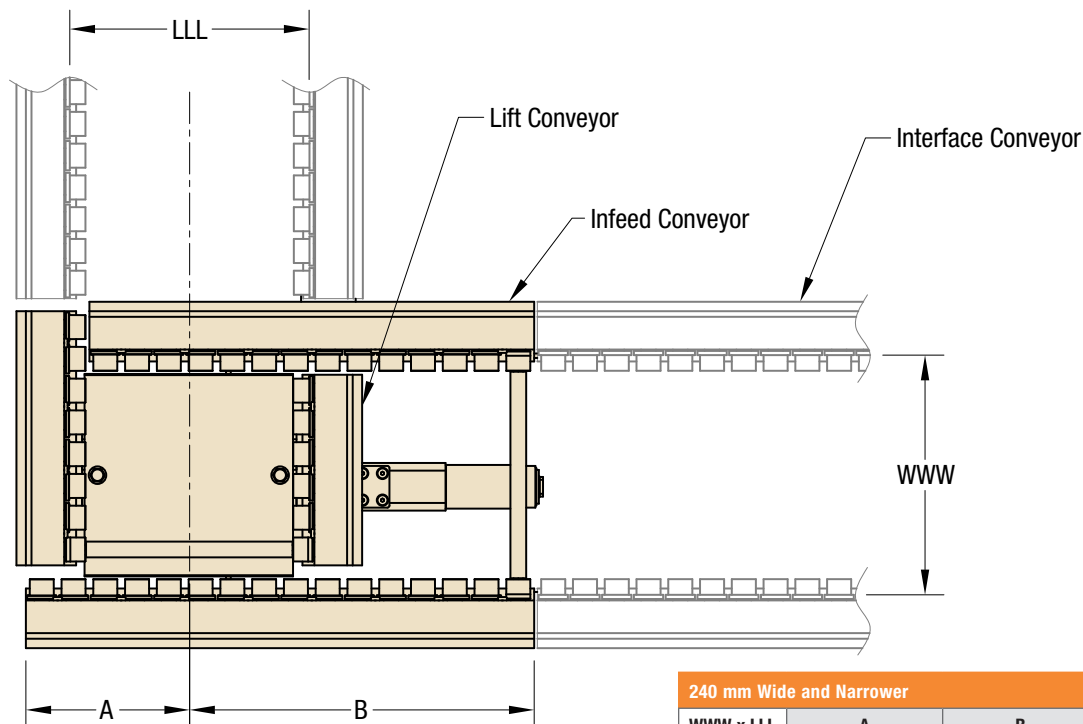 LLL
Lift Conveyor
Interface Conveyor
Infeed Conveyor
WWW
A
B
240 mm Wide and Narrower
WWW x LLL A B